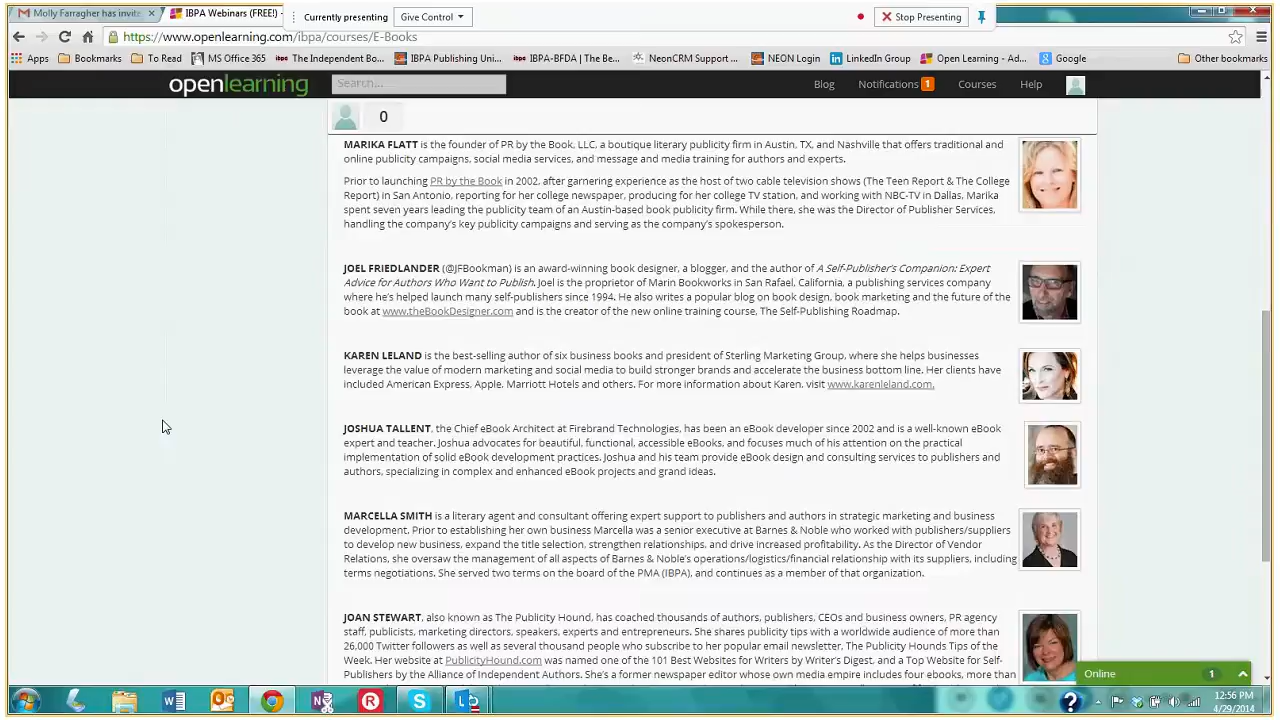 Molly Farragher has invit
IBPA Webinars (FREE!)
Currently presenting
Give Control
Stop Presenting
https://www.openlearning.com/ibpa/courses/E-Books
Apps Bookmarks To Read MS Office 365 The Independent Bo... IBPA Publishing Uni... IBPA-BFDA | The Be... NeonCRM Support ... NEON Login LinkedIn Group Open Learning - Ad... Google Other bookmarks
openlearning Search... Blog Notifications 1 Courses Help
0
MARIKA FLATT is the founder of PR by the Book, LLC, a boutique literary publicity firm in Austin, TX, and Nashville that offers traditional and
online publicity campaigns, social media services, and message and media training for authors and experts.
Prior to launching PR by the Book in 2002, after garnering experience as the host of two cable television shows (The Teen Report & The College
Report) in San Antonio, reporting for her college newspaper, producing for her college TV station, and working with NBC-TV in Dallas, Marika
spent seven years leading the publicity team of an Austin-based book publicity firm. While there, she was the Director of Publisher Services,
handling the company's key publicity campaigns and serving as the company's spokesperson.
JOEL FRIEDLANDER (@JFBookman) is an award-winning book designer, a blogger, and the author of A Self-Publisher's Companion: Expert
Advice for Authors Who Want to Publish. Joel is the proprietor of Marin Bookworks in San Rafael, California, a publishing services company
where he's helped launch many self-publishers since 1994. He also writes a popular blog on book design, book marketing and the future of the
book at www.theBookDesigner.com and is the creator of the new online training course, The Self-Publishing Roadmap.
KAREN LELAND is the best-selling author of six business books and president of Sterling Marketing Group, where she helps businesses
leverage the value of modern marketing and social media to build stronger brands and accelerate the business bottom line. Her clients have
included American Express, Apple, Marriott Hotels and others. For more information about Karen, visit www.karenleland.com.
JOSHUA TALLENT, the Chief eBook Architect at Firebrand Technologies, has been an eBook developer since 2002 and is a well-known eBook
expert and teacher. Joshua advocates for beautiful, functional, accessible eBooks, and focuses much of his attention on the practical
implementation of solid eBook development practices. Joshua and his team provide eBook design and consulting services to publishers and
authors, specializing in complex and enhanced eBook projects and grand ideas.
MARCELLA SMITH is a literary agent and consultant offering expert support to publishers and authors in strategic marketing and business
development. Prior to establishing her own business Marcella was a senior executive at Barnes & Noble who worked with publishers/suppliers
to develop new business, expand the title selection, strengthen relationships, and drive increased profitability. As the Director of Vendor
Relations, she oversaw the management of all aspects of Barnes & Noble's operations/logistics/financial relationship with its suppliers, including
terms negotiations. She served two terms on the board of the PMA (IBPA), and continues as a member of that organization.
JOAN STEWART, also known as The Publicity Hound, has coached thousands of authors, publishers, CEOs and business owners, PR agency
staff, publicists, marketing directors, speakers, experts and entrepreneurs. She shares publicity tips with a worldwide audience of more than
26,000 Twitter followers as well as several thousand people who subscribe to her popular email newsletter, The Publicity Hounds Tips of the
Week. Her website at PublicityHound.com was named one of the 101 Best Websites for Writers by Writer's Digest, and a Top Website for Self-
Publishers by the Alliance of Independent Authors. She's a former newspaper editor whose own media empire includes four ebooks, more than
Online 1
12:56 PM
4/29/2014